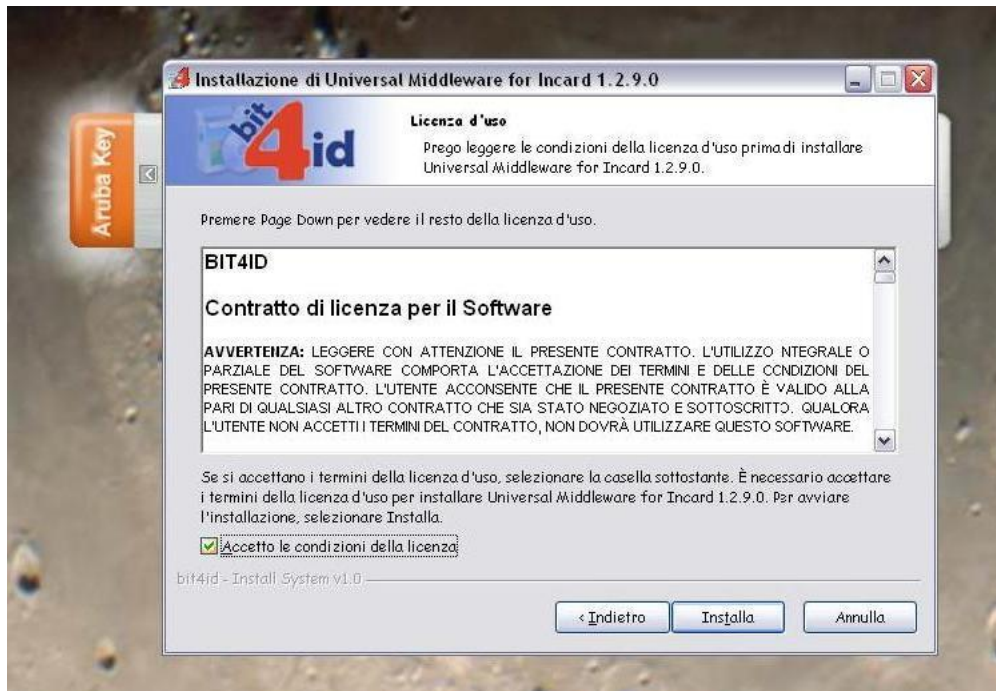 Installazione di Universal Middleware for Incard 1.2.9.0
Aruba Key
bit4id
Licenza d'uso
Prego leggere le condizioni della licenza d'uso prima di installare
Universal Middleware for Incard 1.2.9.0.
Premere Page Down per vedere il resto della licenza d'uso.
BIT4ID
Contratto di licenza per il Software
AVVERTENZA: LEGGERE CON ATTENZIONE IL PRESENTE CONTRATTO. L'UTILIZZO NTEGRALE O
PARZIALE DEL SOFTWARE COMPORTA L'ACCETTAZIONE DEI TERMINI E DELLE CONDIZIONI DEL
PRESENTE CONTRATTO. L'UTENTE ACCONSENTE CHE IL PRESENTE CONTRATTO È VALIDO ALLA
PARI DI QUALSIASI ALTRO CONTRATTO CHE SIA STATO NEGOZIATO E SOTTOSCRITTO. QUALORA
L'UTENTE NON ACCETTI I TERMINI DEL CONTRATTO, NON DOVRÀ UTILIZZARE QUESTO SOFTWARE.
Se si accettano i termini della licenza d'uso, selezionare la casella sottostante. È necessario accettare
i termini della licenza d'uso per installare Universal Middleware for Incard 1.2.9.0. Per avviare
l'installazione, selezionare Installa.
Accetto le condizioni della licenza
bit4id - Install System v1.0
< Indietro
Installa
Annulla